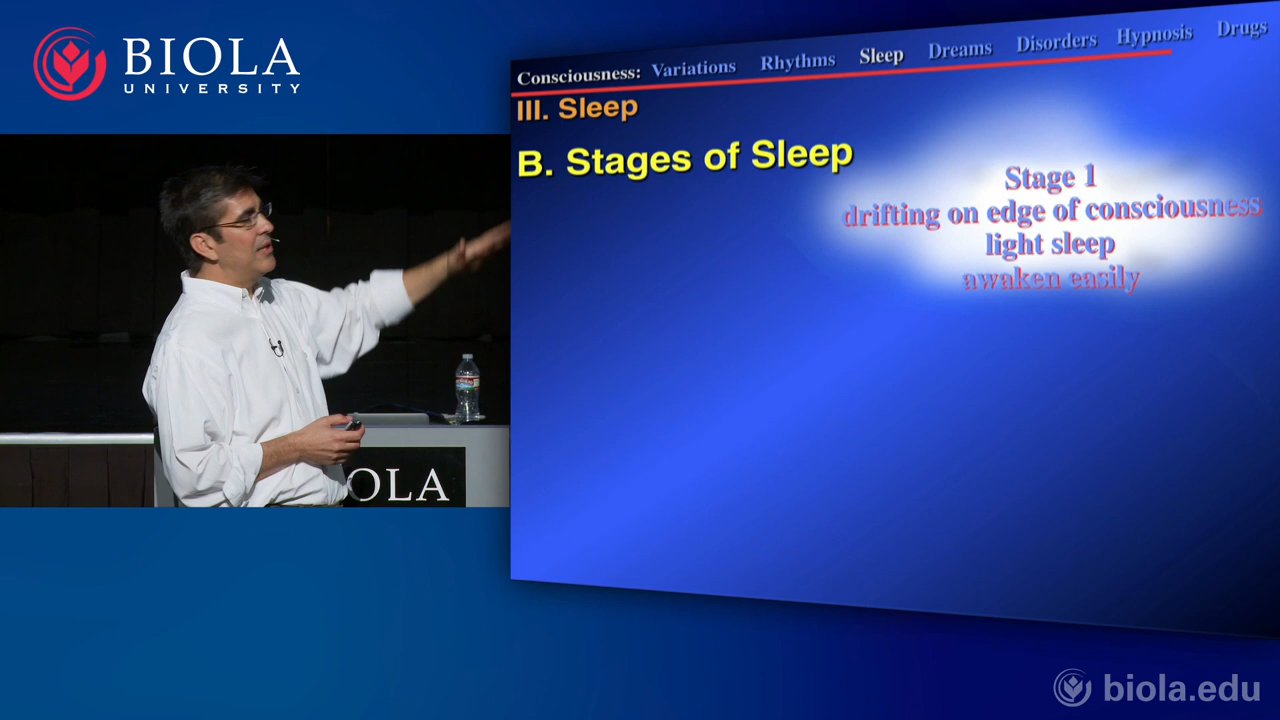 BIOLA
UNIVERSITY
Consciousness: Variations Rhythms Sleep Dreams Disorders Hypnosis Drugs
III. Sleep
B. Stages of Sleep
Stage 1
drifting on edge of consciousness
light sleep
awaken easily
OLA
biola.edu